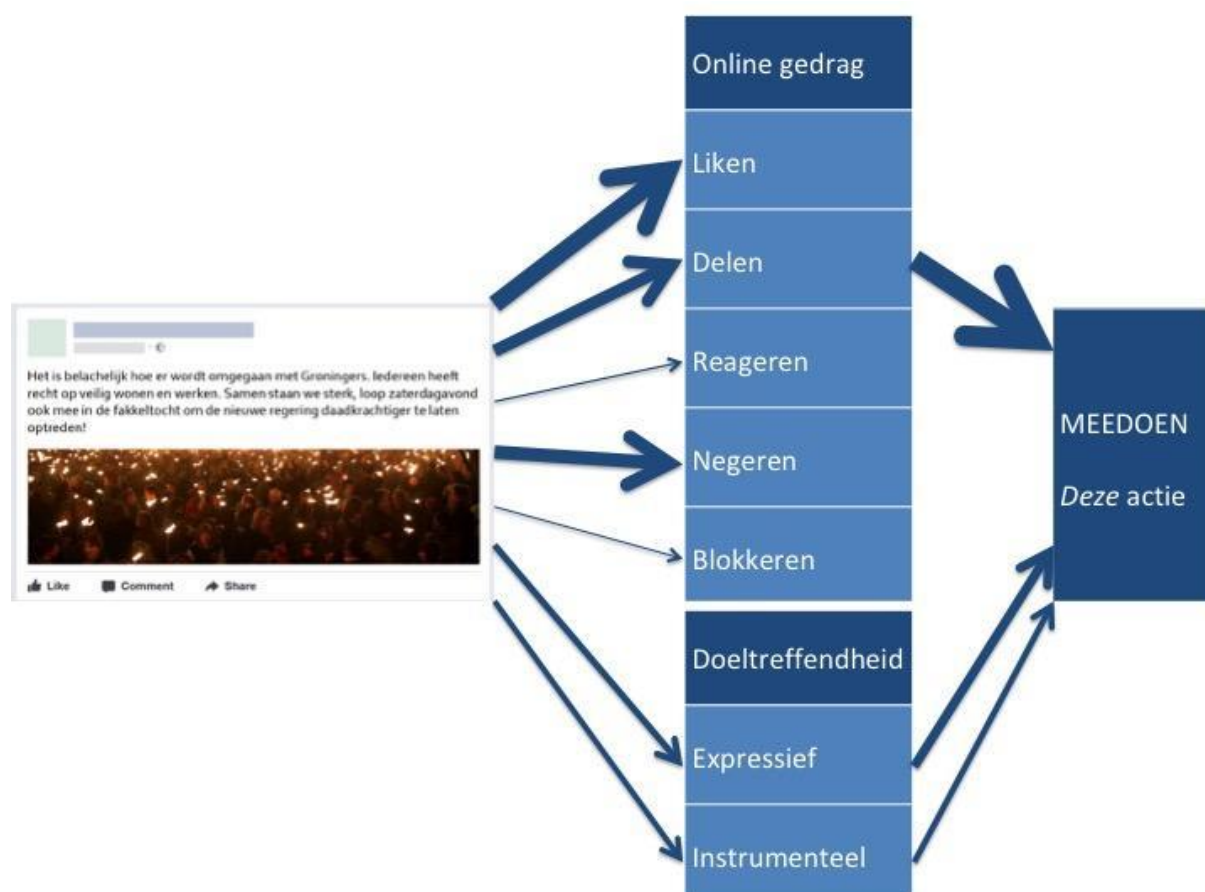 Online gedrag
Liken
Delen
Reageren
Negeren
Blokkeren
Doeltreffendheid
Expressief
Instrumenteel
Het is belachelijk hoe er wordt omgegaan met Groningers. Iedereen heeft
recht op veilig wonen en werken. Samen staan we sterk, loop zaterdagavond
ook mee in de fakkeltocht om de nieuwe regering daadkrachtiger te laten
optreden!
Like
Comment
Share
MEEDOEN
Deze actie